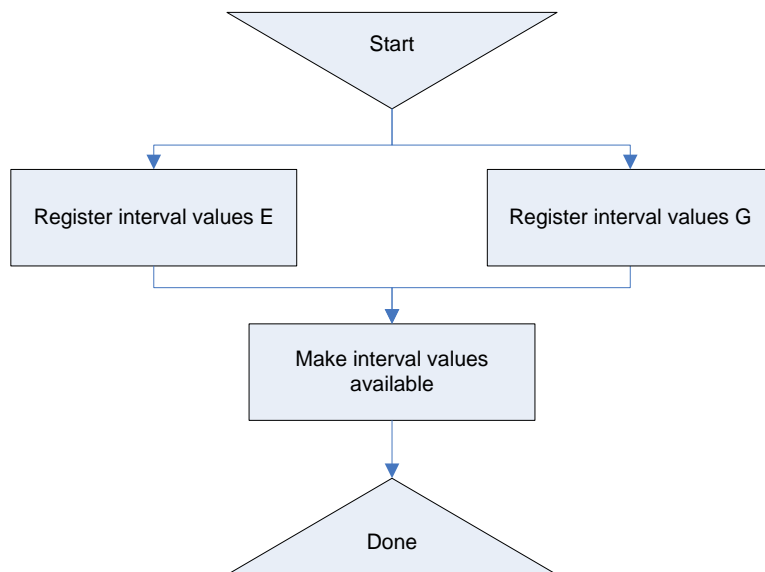 Start
Register interval values E
Register interval values G
Make interval values
available
Done